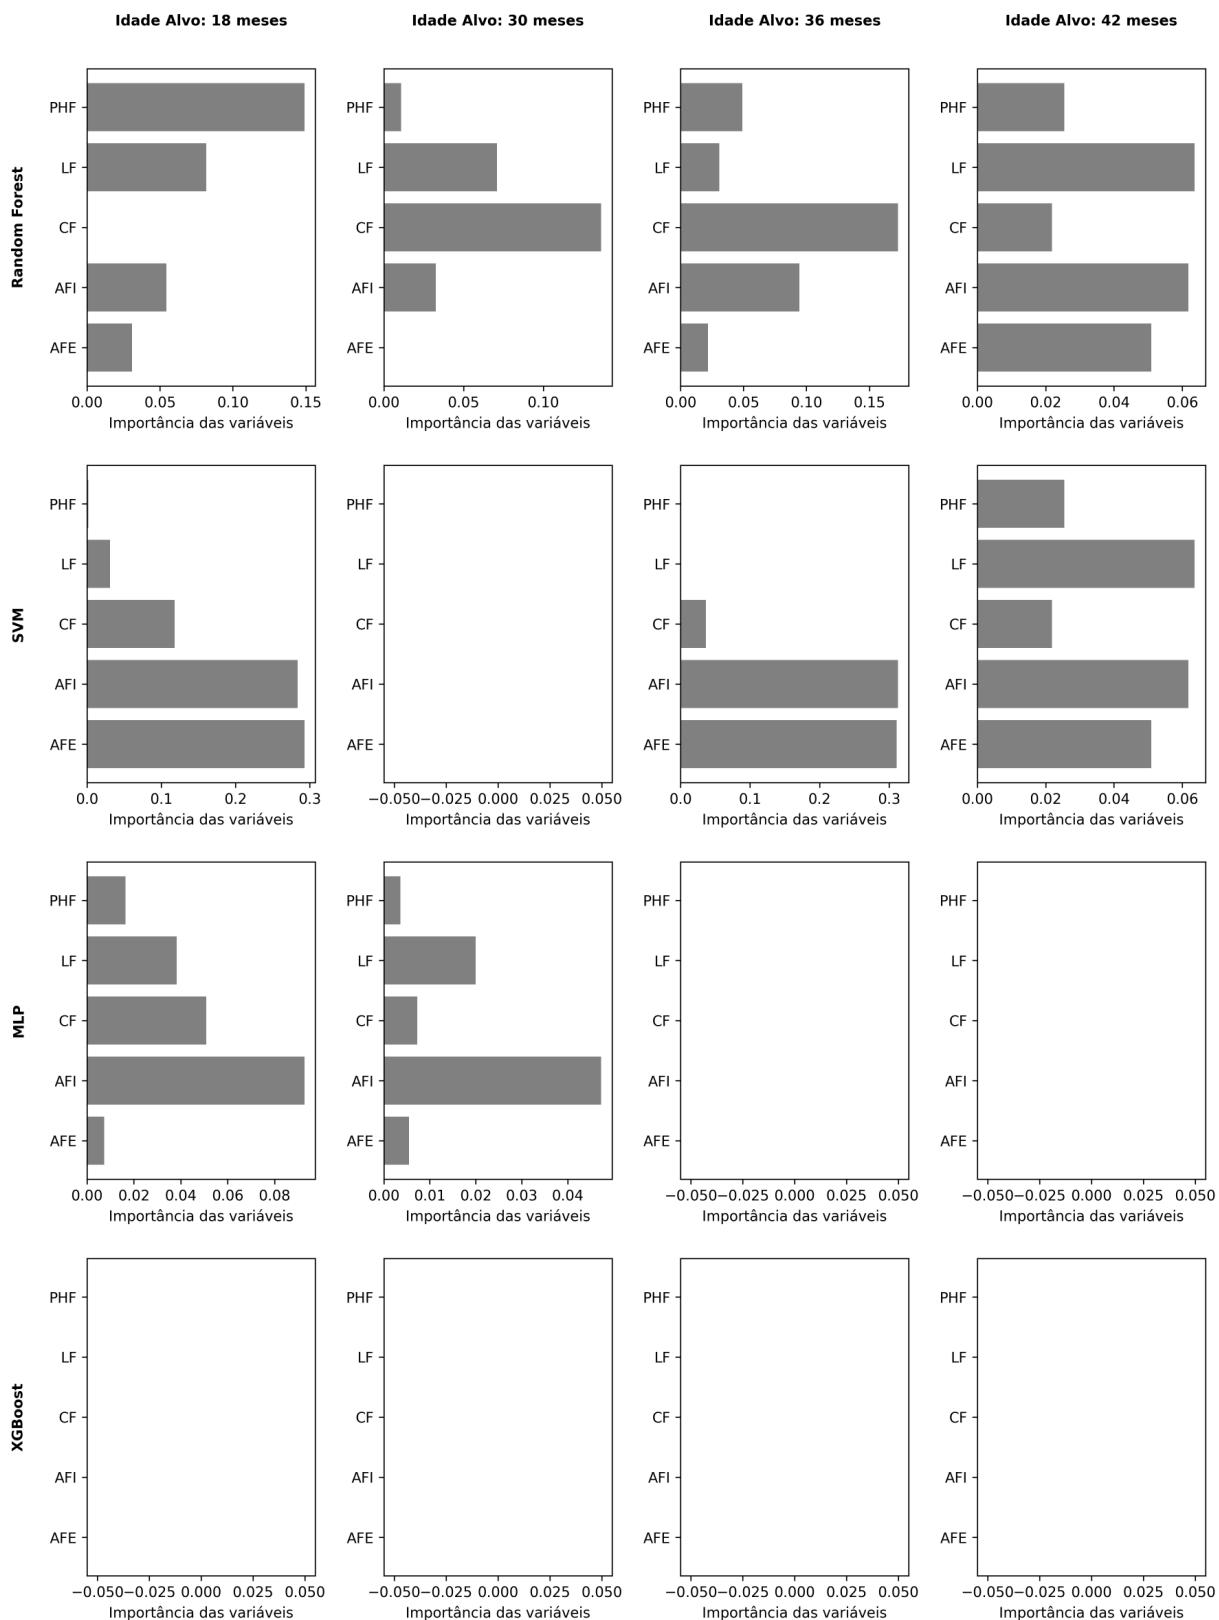 Idade Alvo: 18 meses
Idade Alvo: 30 meses
Idade Alvo: 36 meses
Idade Alvo: 42 meses
Random Forest
PHF
LF
CF
AFI
AFE
0.00 0.05 0.10 0.15
Importância das variáveis
PHF
LF
CF
AFI
AFE
0.00 0.05 0.10
Importância das variáveis
PHF
LF
CF
AFI
AFE
0.00 0.05 0.10 0.15
Importância das variáveis
PHF
LF
CF
AFI
AFE
0.00 0.02 0.04 0.06
Importância das variáveis
SVM
PHF
LF
CF
AFI
AFE
0.0 0.1 0.2 0.3
Importância das variáveis
PHF
LF
CF
AFI
AFE
−0.050 −0.025 0.000 0.025 0.050
Importância das variáveis
PHF
LF
CF
AFI
AFE
0.0 0.1 0.2 0.3
Importância das variáveis
PHF
LF
CF
AFI
AFE
0.00 0.02 0.04 0.06
Importância das variáveis
MLP
PHF
LF
CF
AFI
AFE
0.00 0.02 0.04 0.06 0.08
Importância das variáveis
PHF
LF
CF
AFI
AFE
0.00 0.01 0.02 0.03 0.04
Importância das variáveis
PHF
LF
CF
AFI
AFE
−0.050 −0.025 0.000 0.025 0.050
Importância das variáveis
PHF
LF
CF
AFI
AFE
−0.050 −0.025 0.000 0.025 0.050
Importância das variáveis
XGBoost
PHF
LF
CF
AFI
AFE
−0.050 −0.025 0.000 0.025 0.050
Importância das variáveis
PHF
LF
CF
AFI
AFE
−0.050 −0.025 0.000 0.025 0.050
Importância das variáveis
PHF
LF
CF
AFI
AFE
−0.050 −0.025 0.000 0.025 0.050
Importância das variáveis
PHF
LF
CF
AFI
AFE
−0.050 −0.025 0.000 0.025 0.050
Importância das variáveis